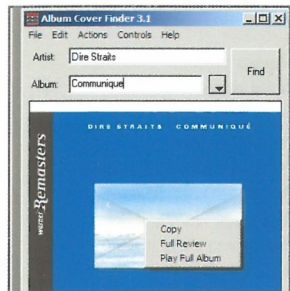 Album Cover Finder 3.1
File Edit Actions Controls Help
Artist: Dire Straits
Find
Album: Communique
DIRE STRAITS COMMUNIQUÉ
warner Remasters
Copy
Full Review
Play Full Album